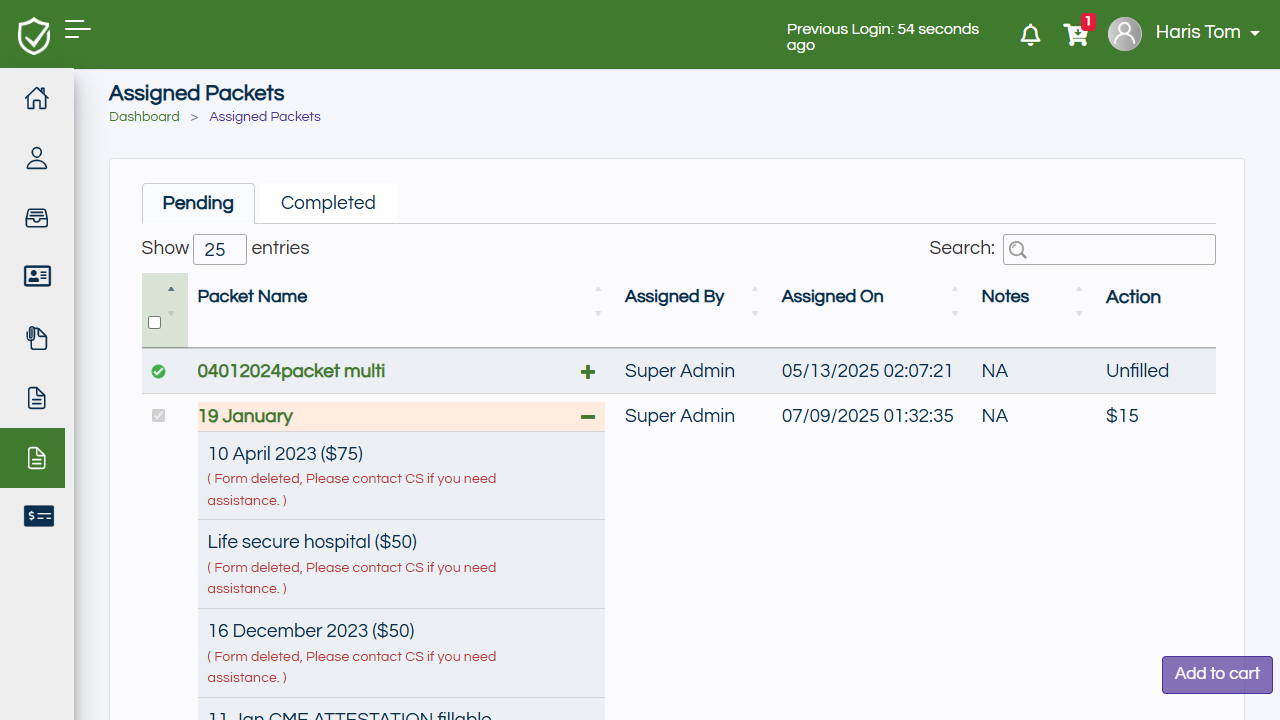 Previous Login: 54 seconds
ago
1
Haris Tom
Assigned Packets
Dashboard > Assigned Packets
Pending
Completed
Show 25 entries
Search:
Packet Name
Assigned By
Assigned On
Notes
Action
04012024packet multi
Super Admin
05/13/2025 02:07:21
NA
Unfilled
19 January
Super Admin
07/09/2025 01:32:35
NA
$15
10 April 2023 ($75)
( Form deleted, Please contact CS if you need
assistance. )
Life secure hospital ($50)
( Form deleted, Please contact CS if you need
assistance. )
16 December 2023 ($50)
( Form deleted, Please contact CS if you need
assistance. )
11 Jan CME ATTESTATION fillable
Add to cart